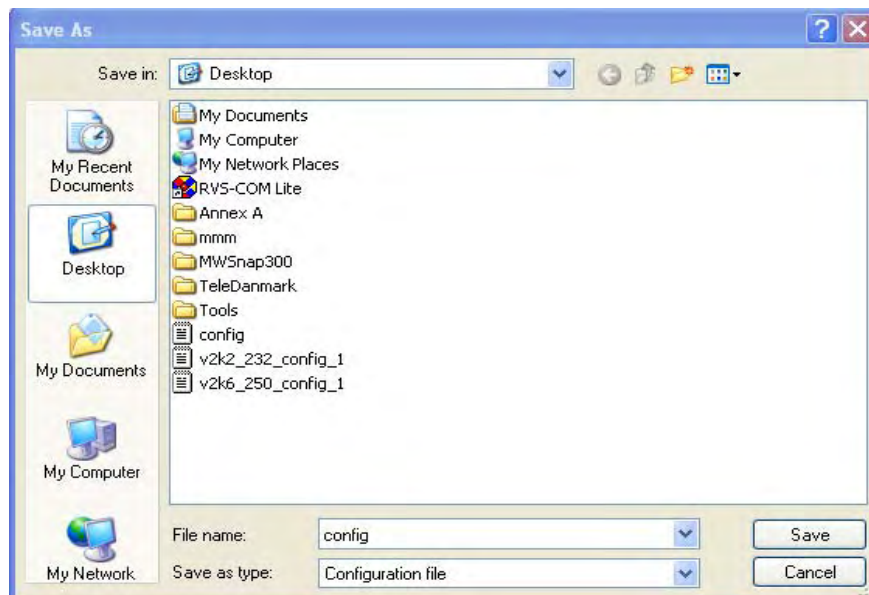 Save As
Save in:
Desktop
My Recent
Documents
Desktop
My Documents
My Computer
My Network
My Documents
My Computer
My Network Places
RVS-COM Lite
Annex A
mmm
MWSnap300
TeleDanmark
Tools
config
v2k2_232_config_1
v2k6_250_config_1
File name:
config
Save
Save as type:
Configuration file
Cancel